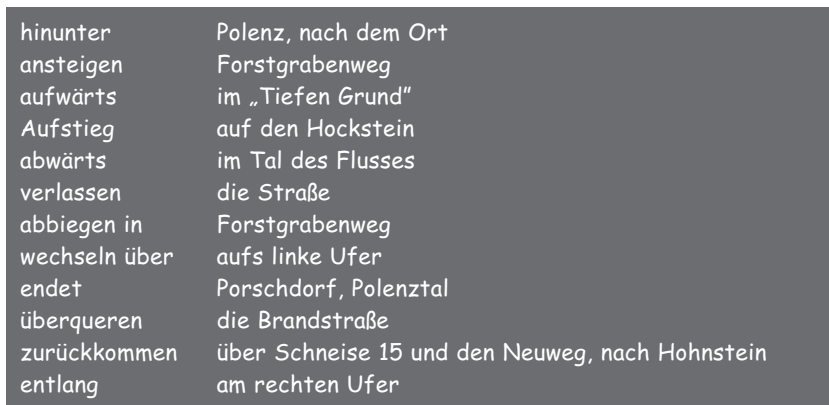 hinunter Polenz, nach dem Ort
ansteigen Forstgrabenweg
aufwärts im „Tiefen Grund”
Aufstieg auf den Hockstein
abwärts im Tal des Flusses
verlassen die Straße
abbiegen in Forstgrabenweg
wechseln über aufs linke Ufer
endet Porschdorf, Polenztal
überqueren die Brandstraße
zurückkommen über Schneise 15 und den Neuweg, nach Hohnstein
entlang am rechten Ufer